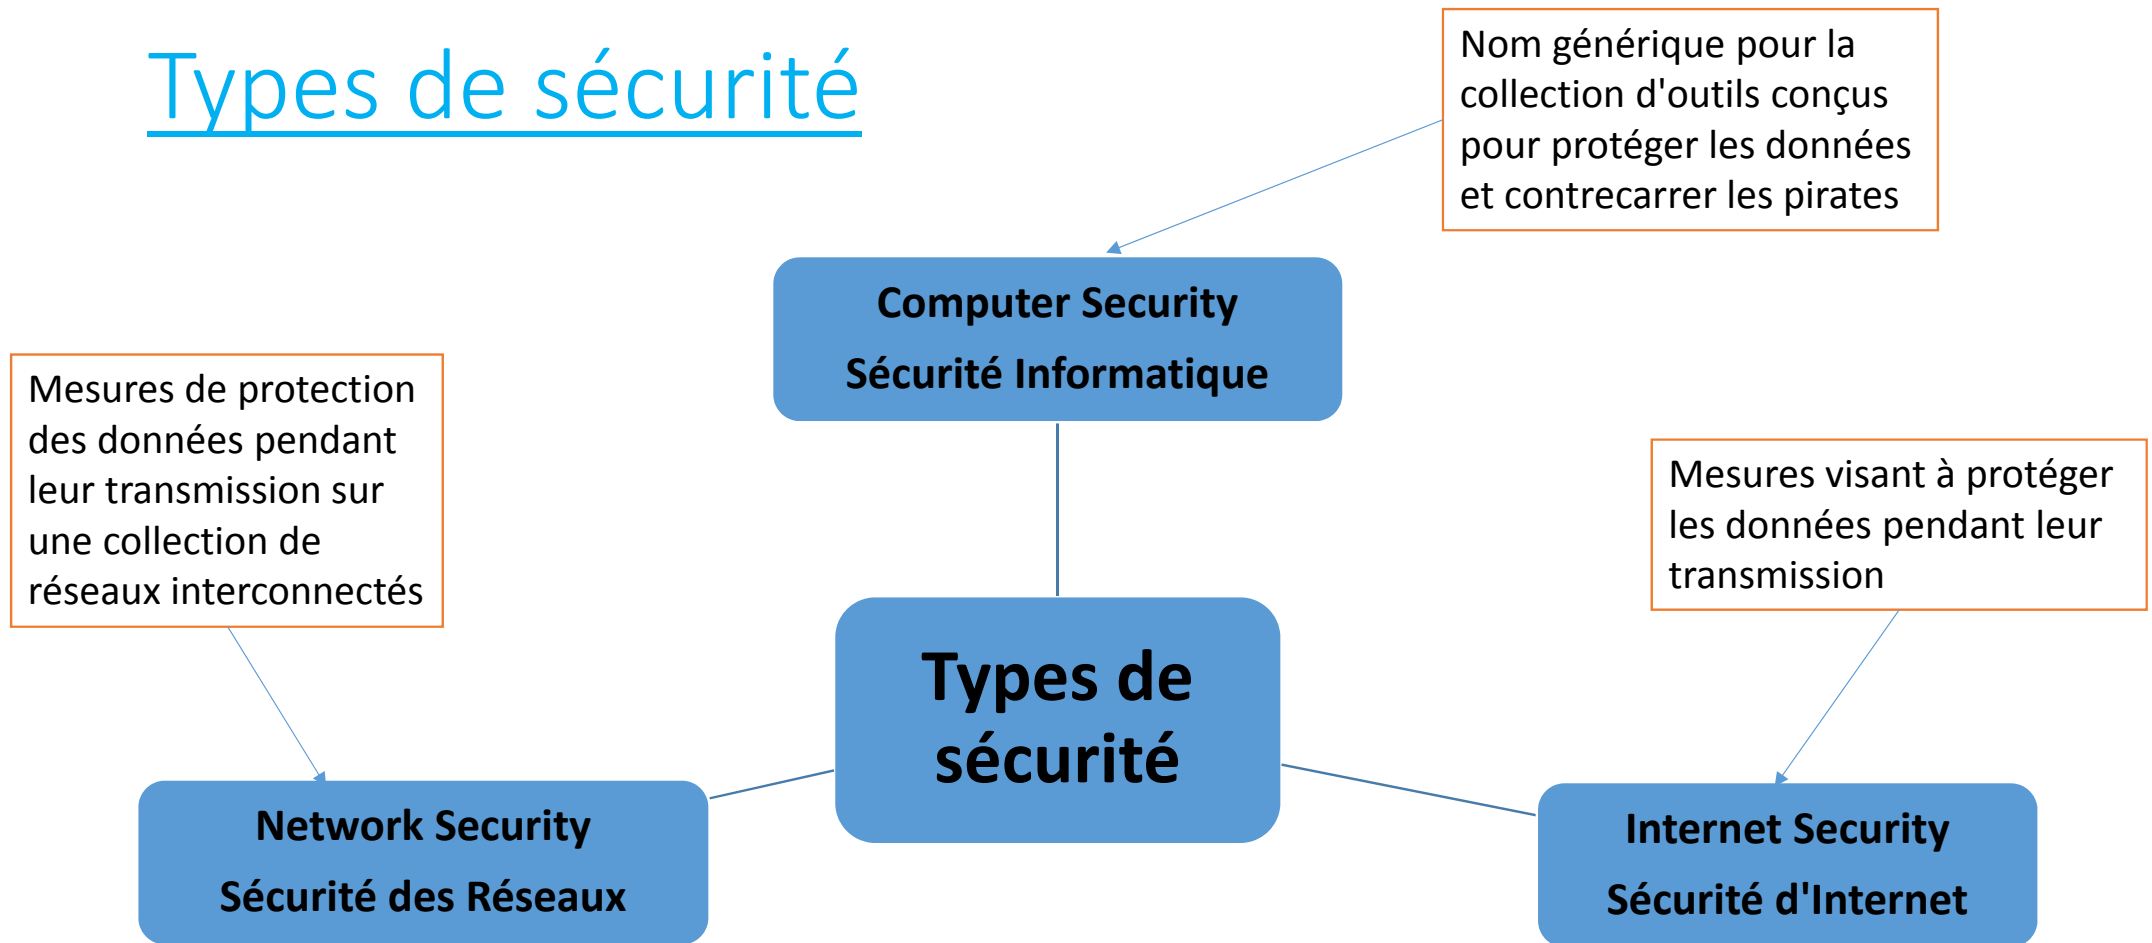 Types de sécurité
Nom générique pour la
collection d'outils conçus
pour protéger les données
et contrecarrer les pirates
Computer Security
Sécurité Informatique
Mesures de protection
des données pendant
leur transmission sur
une collection de
réseaux interconnectés
Mesures visant à protéger
les données pendant leur
transmission
Types de
sécurité
Network Security
Sécurité des Réseaux
Internet Security
Sécurité d'Internet